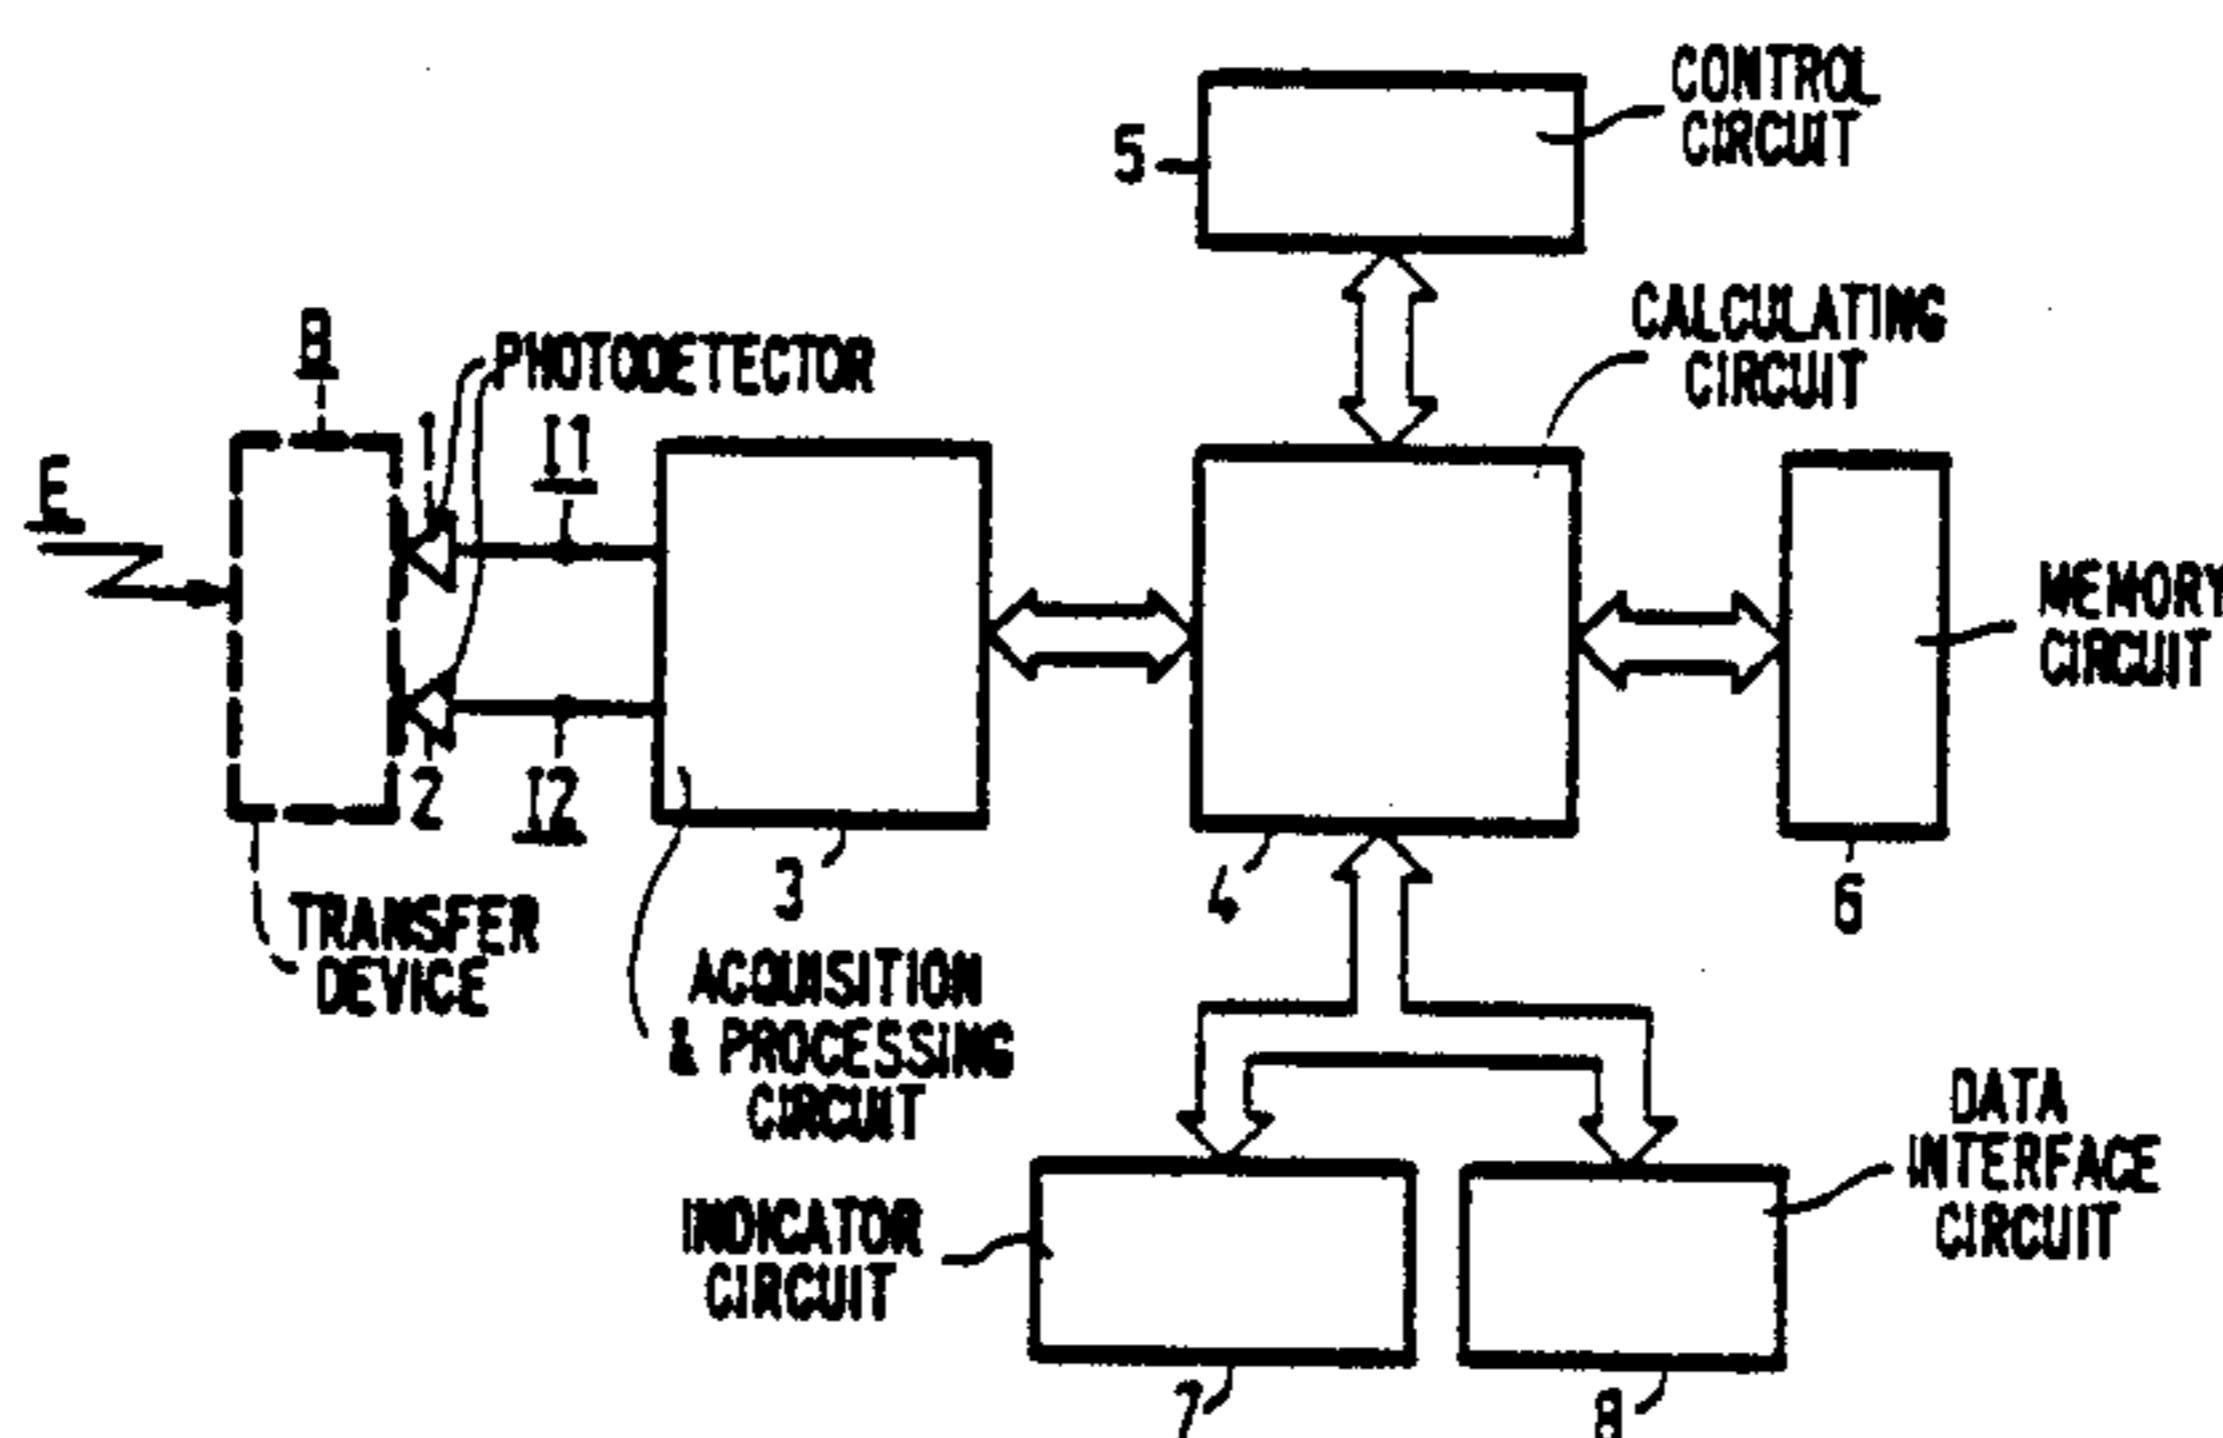 CONTROL
CIRCUIT
5
CALCULATING
CIRCUIT
B
PHOTODETECTOR
1
I1
E
MEMORY
CIRCUIT
2
I2
3
4
6
TRANSFER
DEVICE
ACQUISITION
& PROCESSING
CIRCUIT
DATA
INTERFACE
CIRCUIT
INDICATOR
CIRCUIT
7
8